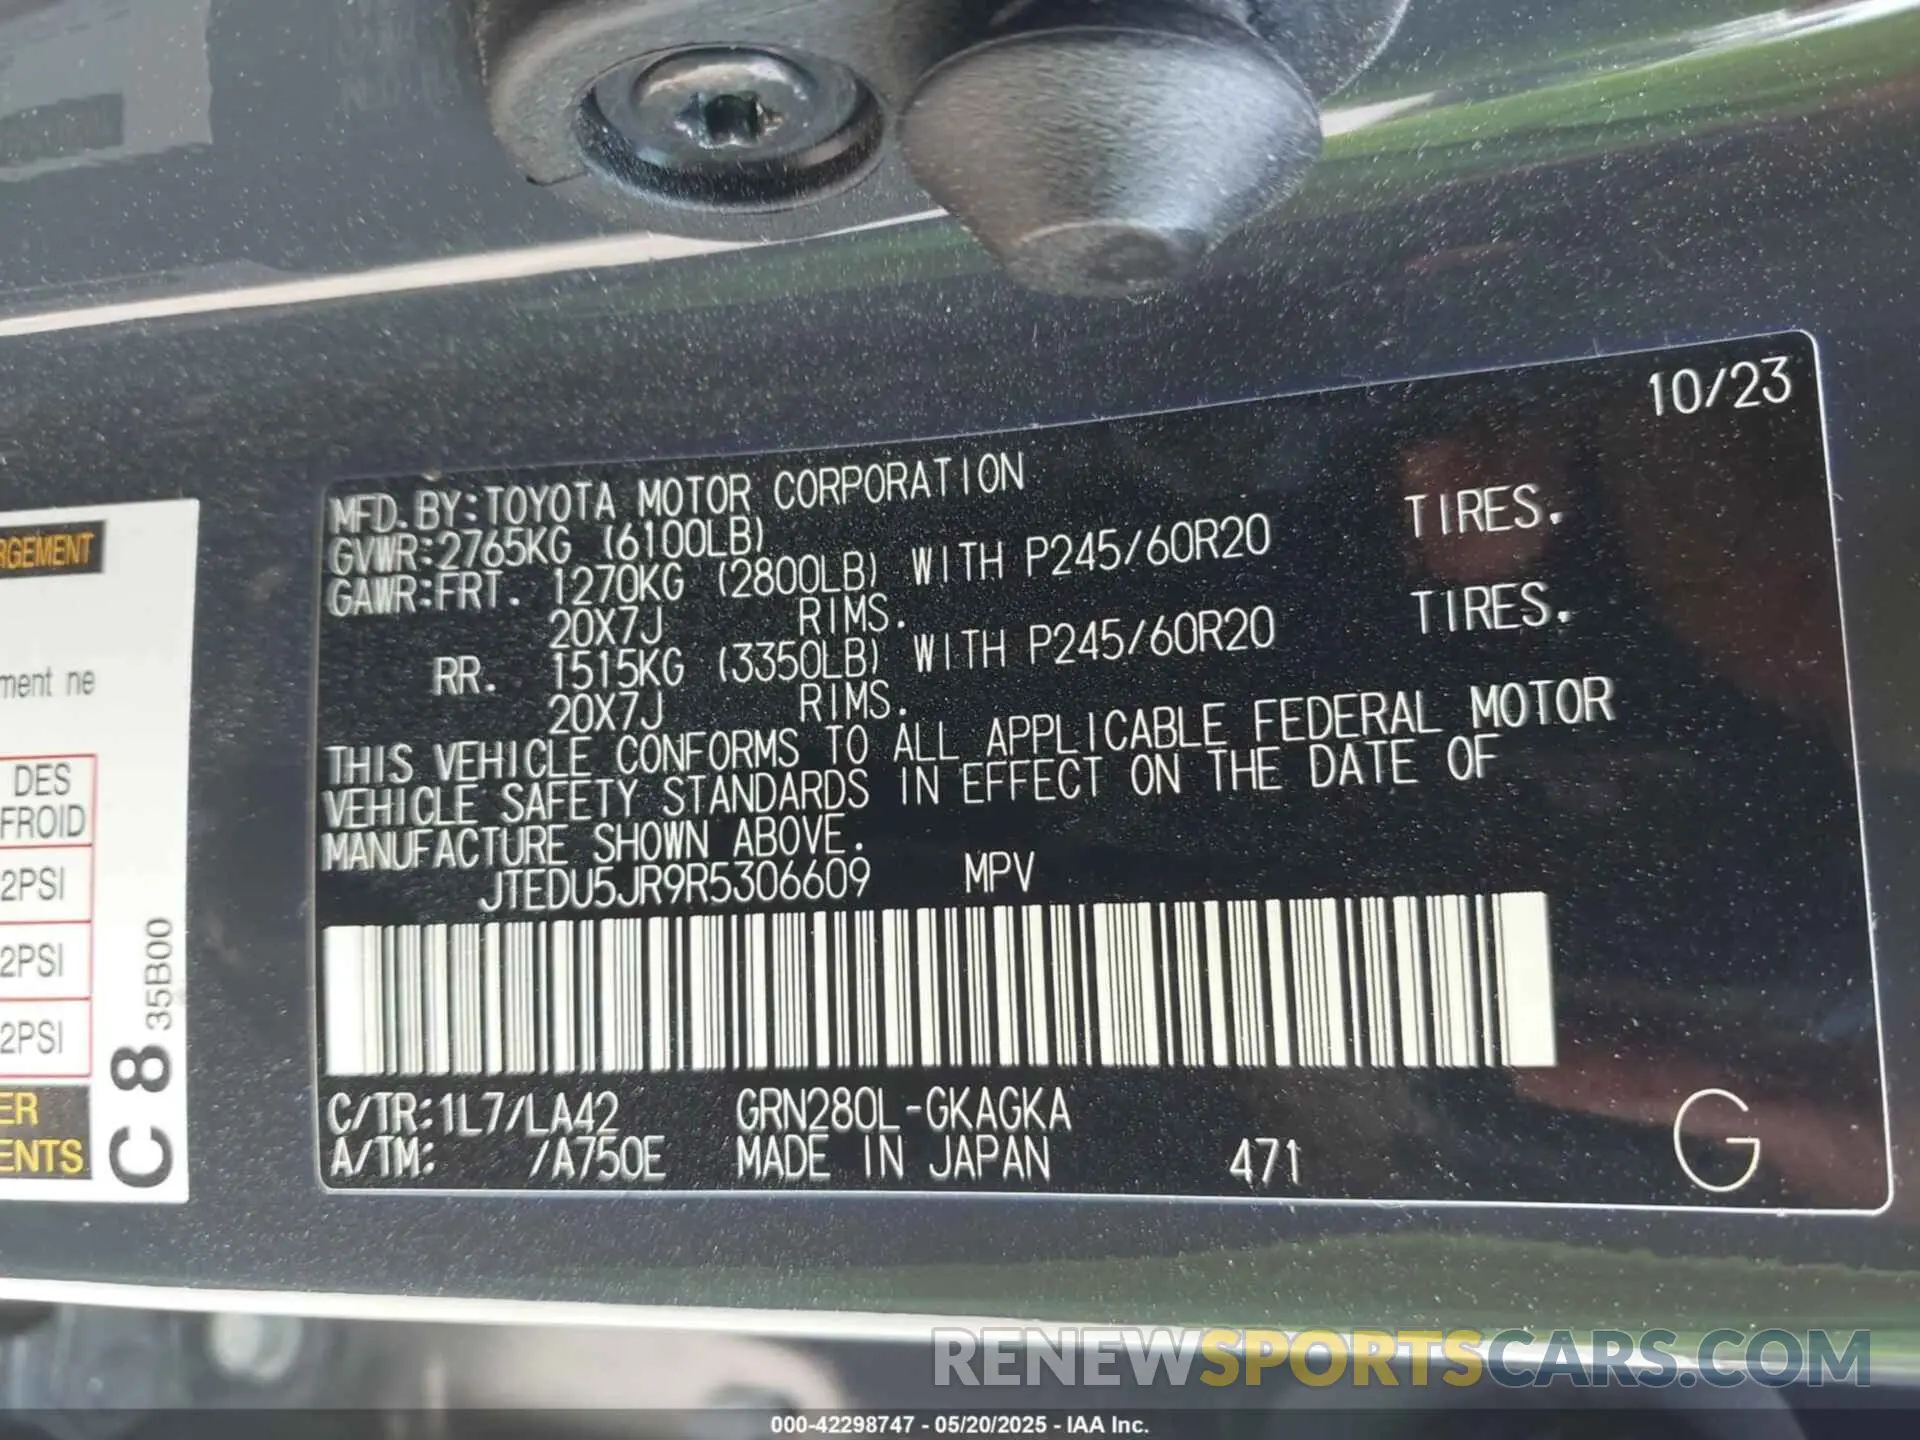 10/23
MFD. BY:TOYOTA MOTOR CORPORATION
GVWR:2765KG (6100LB)
GAWR:FRT. 1270KG (2800LB) WITH P245/60R20 TIRES.
20X7J RIMS.
RR. 1515KG (3350LB) WITH P245/60R20 TIRES.
20X7J RIMS.
THIS VEHICLE CONFORMS TO ALL APPLICABLE FEDERAL MOTOR
VEHICLE SAFETY STANDARDS IN EFFECT ON THE DATE OF
MANUFACTURE SHOWN ABOVE.
JTEDU5JR9R5306609 MPV
C/TR:1L7/LA42 GRN280L-GKAGKA
A/TM: /A750E MADE IN JAPAN 471 G
RGEMENT
ment ne
DES
FROID
2PSI
2PSI
2PSI
ER
ENTS
C 8 35B00
RENEWSPORTSCARS.COM
000-42298747 - 05/20/2025 - IAA Inc.